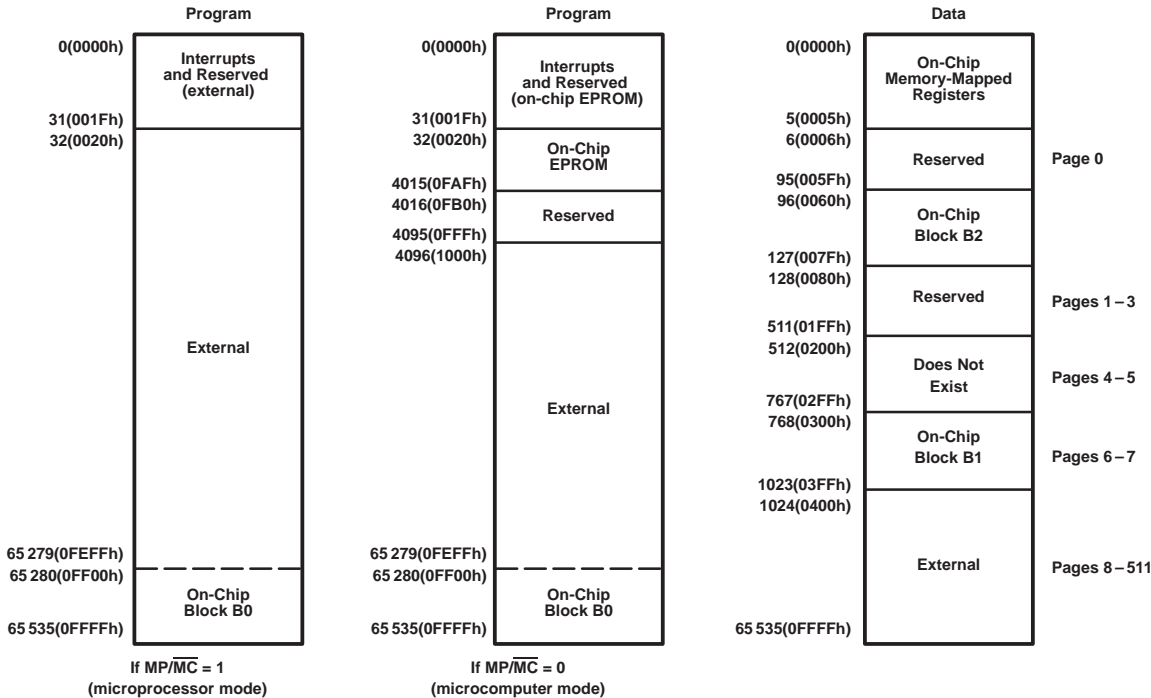 Program
0(0000h)
Interrupts
and Reserved
(external)
31(001Fh)
32(0020h)
External
65 279(0FEFFh)
65 280(0FF00h)
On-Chip
Block B0
65 535(0FFFFh)
If MP/M̅C̅ = 1
(microprocessor mode)
Program
0(0000h)
Interrupts
and Reserved
(on-chip EPROM)
31(001Fh)
32(0020h)
On-Chip
EPROM
4015(0FAFh)
4016(0FB0h)
Reserved
4095(0FFFh)
4096(1000h)
External
65 279(0FEFFh)
65 280(0FF00h)
On-Chip
Block B0
65 535(0FFFFh)
If MP/M̅C̅ = 0
(microcomputer mode)
Data
0(0000h)
On-Chip
Memory-Mapped
Registers
5(0005h)
6(0006h)
Reserved
Page 0
95(005Fh)
96(0060h)
On-Chip
Block B2
127(007Fh)
128(0080h)
Reserved
Pages 1 – 3
511(01FFh)
512(0200h)
Does Not
Exist
Pages 4 – 5
767(02FFh)
768(0300h)
On-Chip
Block B1
Pages 6 – 7
1023(03FFh)
1024(0400h)
External
Pages 8 – 511
65 535(0FFFFh)